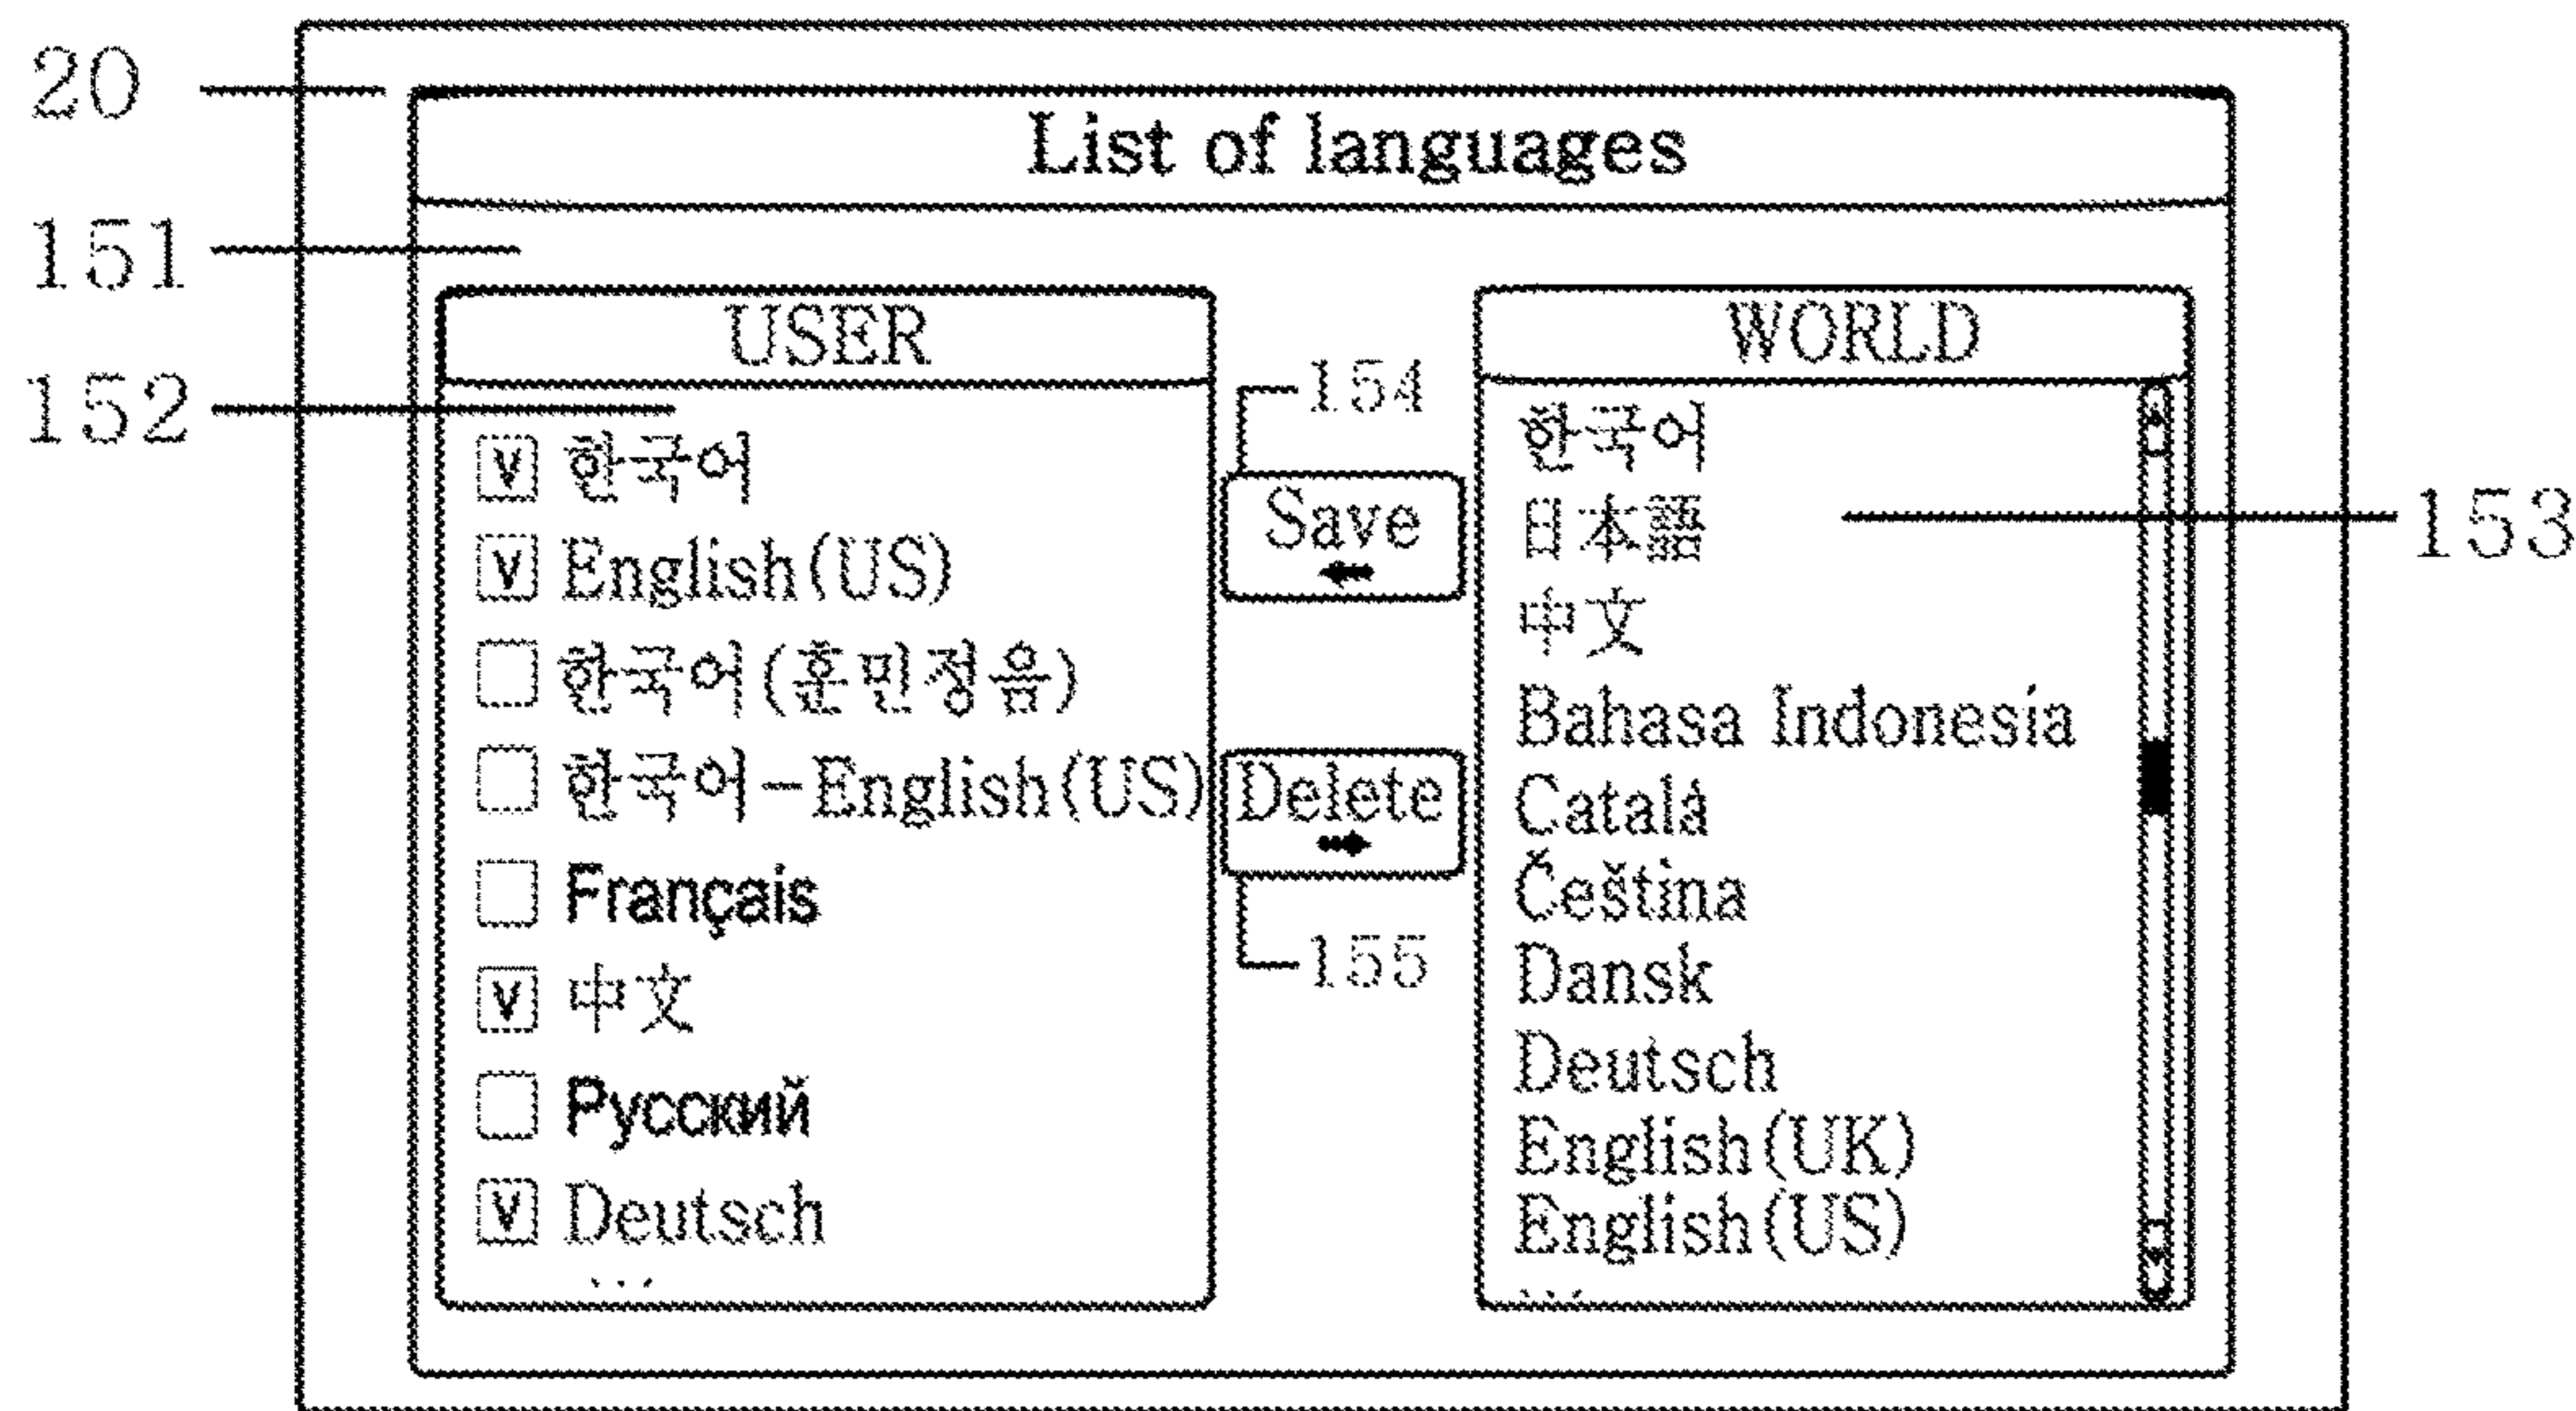 20
List of languages
151
USER
152
한국어
English(US)
한국어(훈민정음)
한국어-English(US)
Français
中文
Русский
Deutsch
...
154
Save
Delete
155
WORLD
한국어
日本語
中文
Bahasa Indonesia
Catalá
Čeština
Dansk
Deutsch
English(UK)
English(US)
...
153